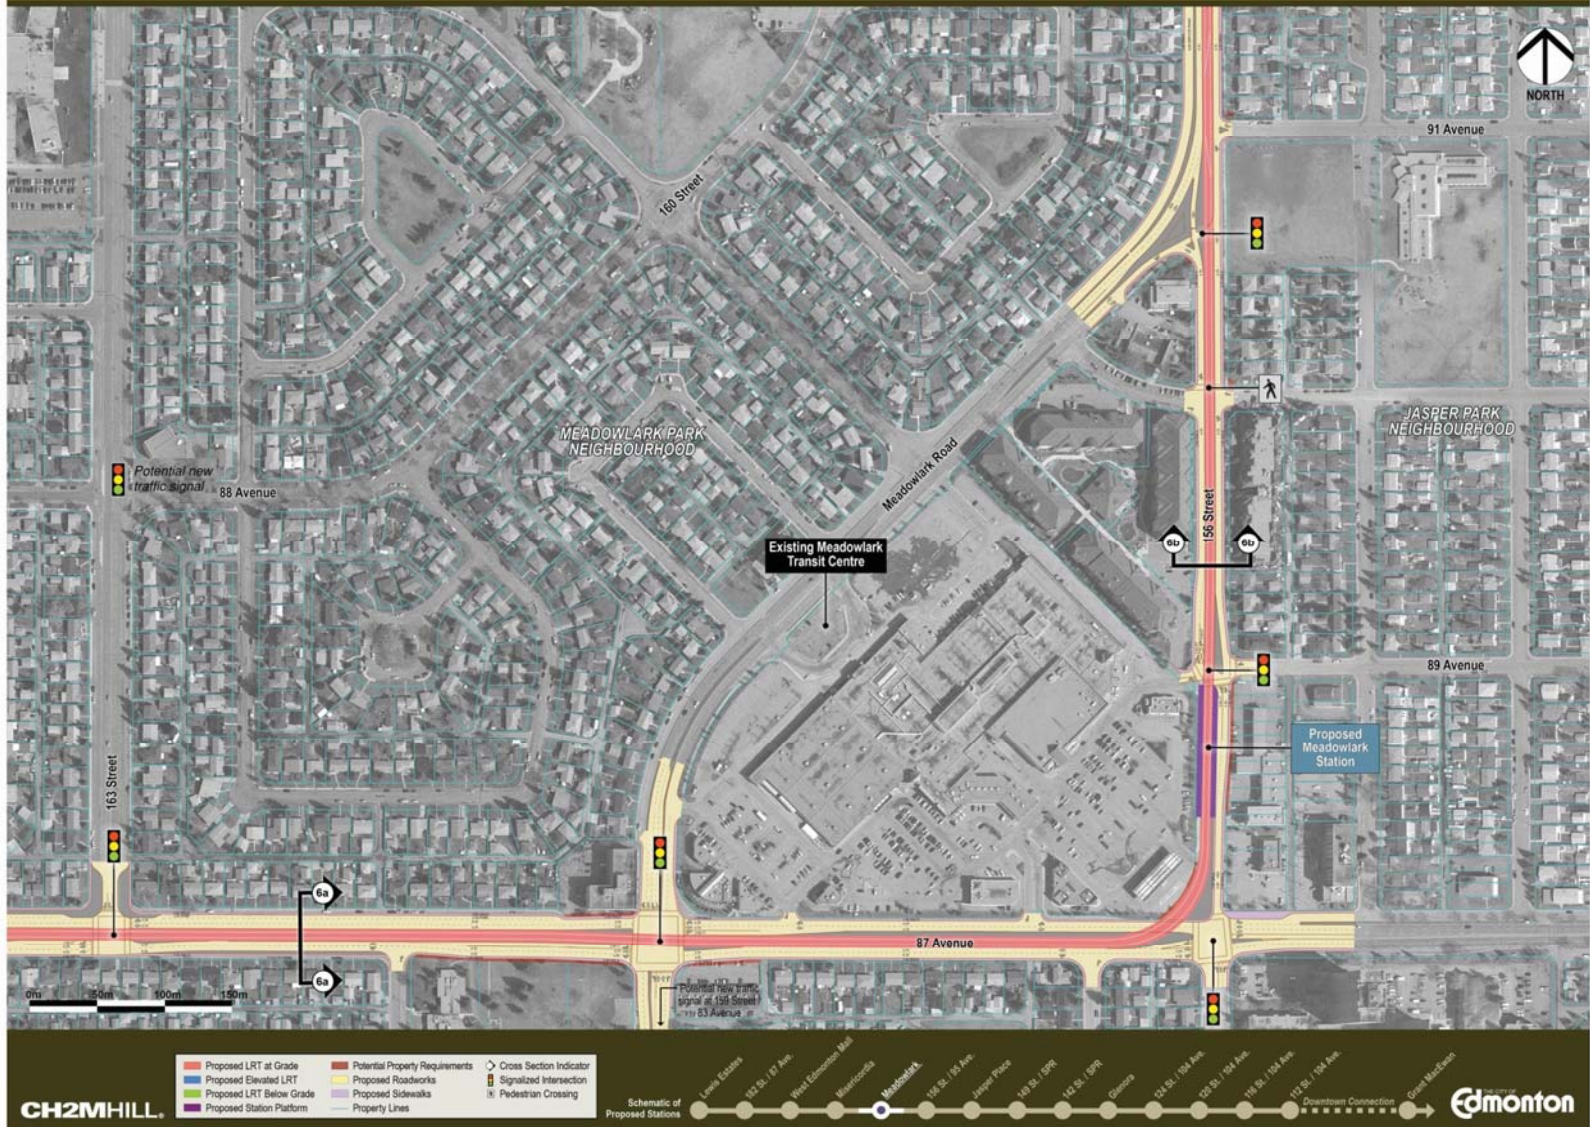 NORTH
91 Avenue
160 Street
JASPER PARK
NEIGHBOURHOOD
MEADOWLARK PARK
NEIGHBOURHOOD
Meadowlark Road
Potential new
traffic signal
88 Avenue
156 Street
Existing Meadowlark
Transit Centre
6b
6b
89 Avenue
Proposed
Meadowlark
Station
163 Street
6a
87 Avenue
6a
0m
50m
100m
150m
Potential new traffic
signal at 159 Street /
83 Avenue
Proposed LRT at Grade
Proposed Elevated LRT
Proposed LRT Below Grade
Proposed Station Platform
Potential Property Requirements
Proposed Roadworks
Proposed Sidewalks
Property Lines
Cross Section Indicator
Signalized Intersection
Pedestrian Crossing
CH2MHILL®
Schematic of
Proposed Stations
Lewis Estates
182 St. / 87 Ave.
West Edmonton Mall
Misericordia
Meadowlark
156 St. / 95 Ave.
Jasper Place
149 St / SPR
142 St. / SPR
Glenora
124 St. / 104 Ave.
120 St. / 104 Ave.
116 St. / 104 Ave.
112 St. / 104 Ave.
Downtown Connection
Grant MacEwan
THE CITY OF
Edmonton